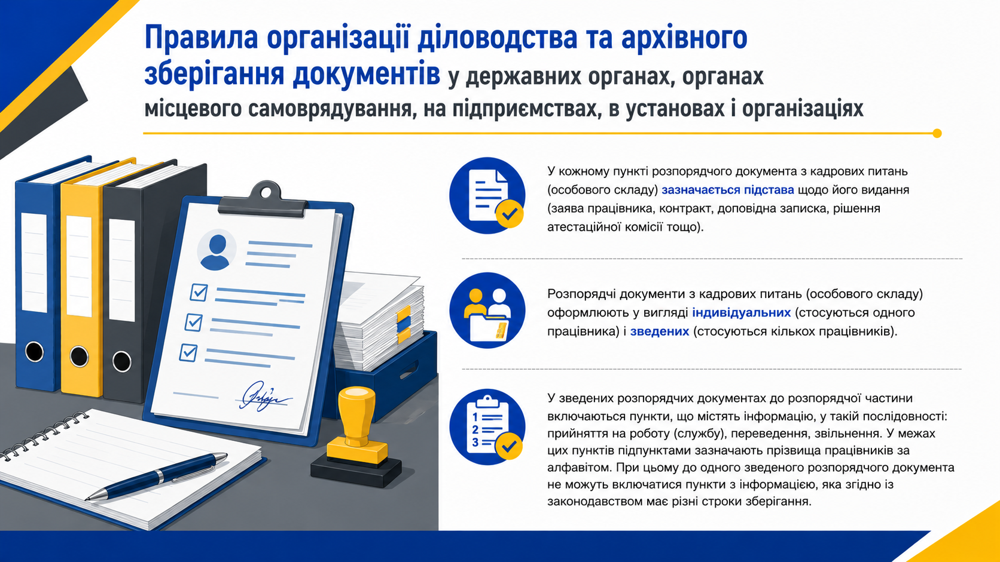 Правила організації діловодства та архівного
зберігання документів у державних органах, органах
місцевого самоврядування, на підприємствах, в установах і організаціях
У кожному пункті розпорядчого документа з кадрових питань
(особового складу) зазначається підстава щодо його видання
(заява працівника, контракт, доповідна записка, рішення
атестаційної комісії тощо).
Розпорядчі документи з кадрових питань (особового складу)
оформлюють у вигляді індивідуальних (стосуються одного
працівника) і зведених (стосуються кількох працівників).
1
2
3
У зведених розпорядчих документах до розпорядчої частини
включаються пункти, що містять інформацію, у такій послідовності:
прийняття на роботу (службу), переведення, звільнення. У межах
цих пунктів підпунктами зазначають прізвища працівників за
алфавітом. При цьому до одного зведеного розпорядчого документа
не можуть включатися пункти з інформацією, яка згідно із
законодавством має різні строки зберігання.